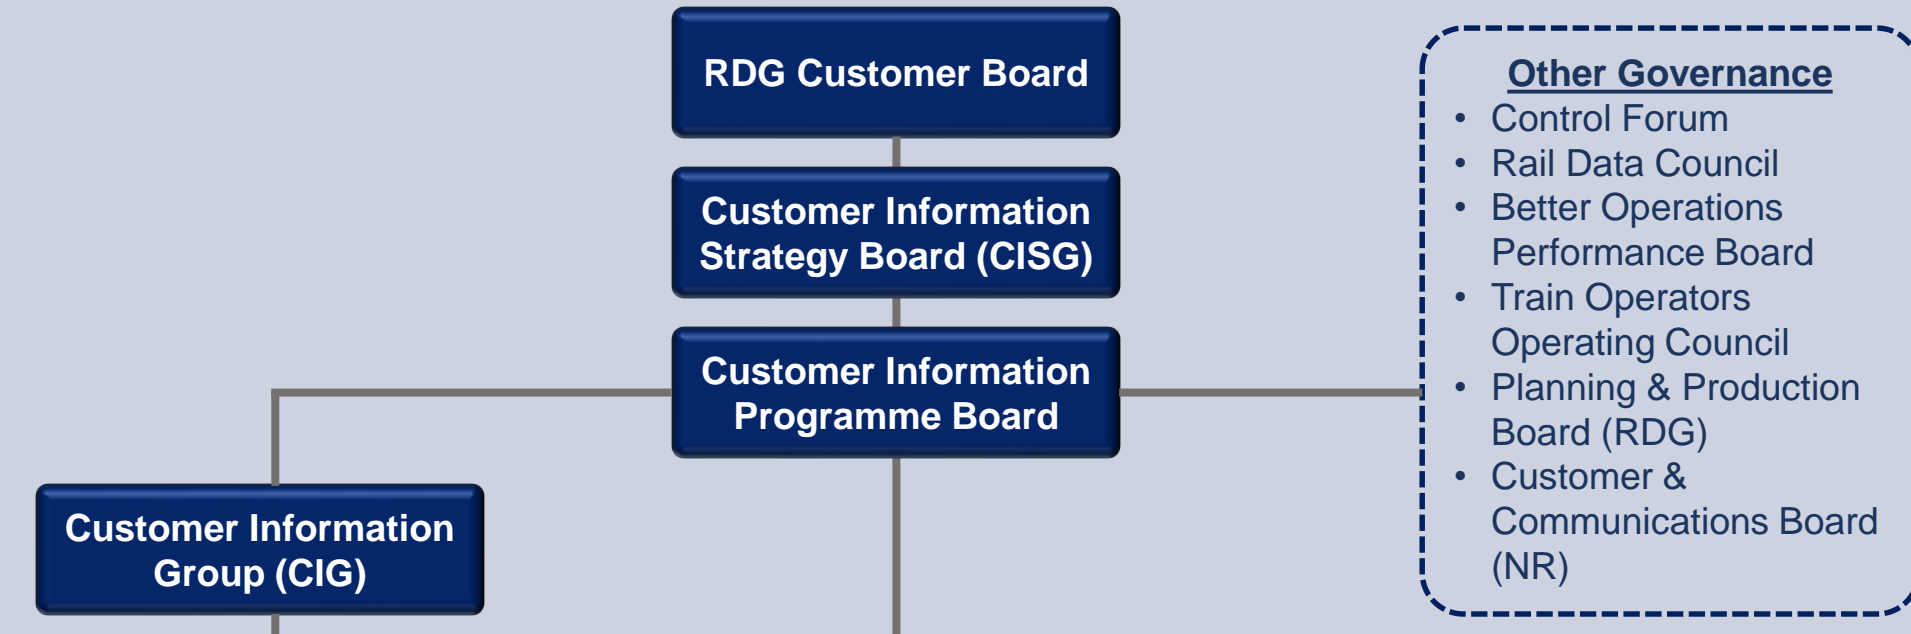 RDG Customer Board
Customer Information
Strategy Board (CISG)
Customer Information
Programme Board
Customer Information
Group (CIG)
Other Governance
• Control Forum
• Rail Data Council
• Better Operations
Performance Board
• Train Operators
Operating Council
• Planning & Production
Board (RDG)
• Customer &
Communications Board
(NR)